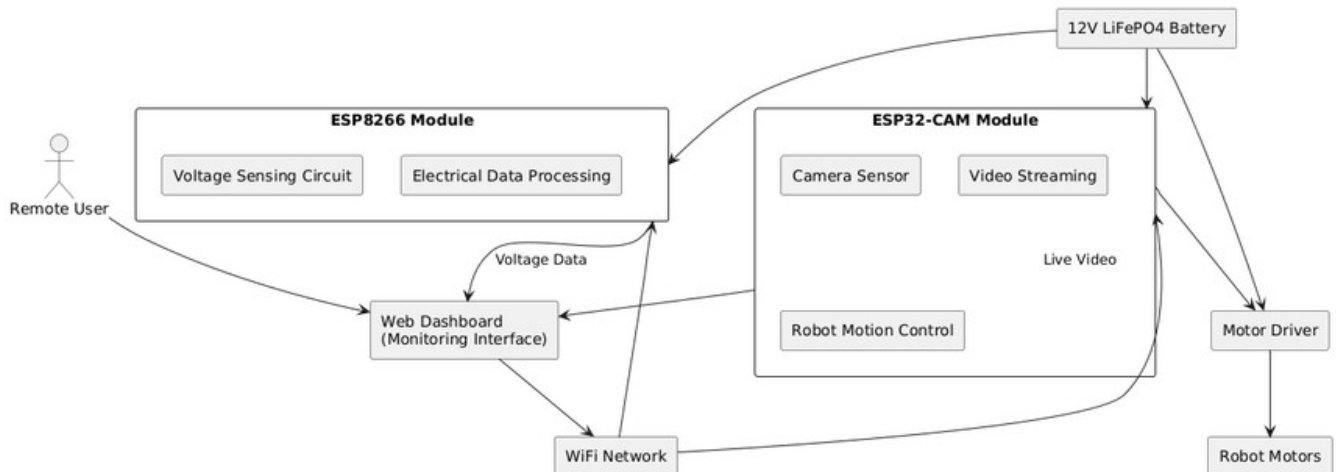 12V LiFePO4 Battery
ESP8266 Module
ESP32-CAM Module
Voltage Sensing Circuit
Electrical Data Processing
Camera Sensor
Video Streaming
Remote User
Voltage Data
Live Video
Web Dashboard
(Monitoring Interface)
Robot Motion Control
Motor Driver
WiFi Network
Robot Motors